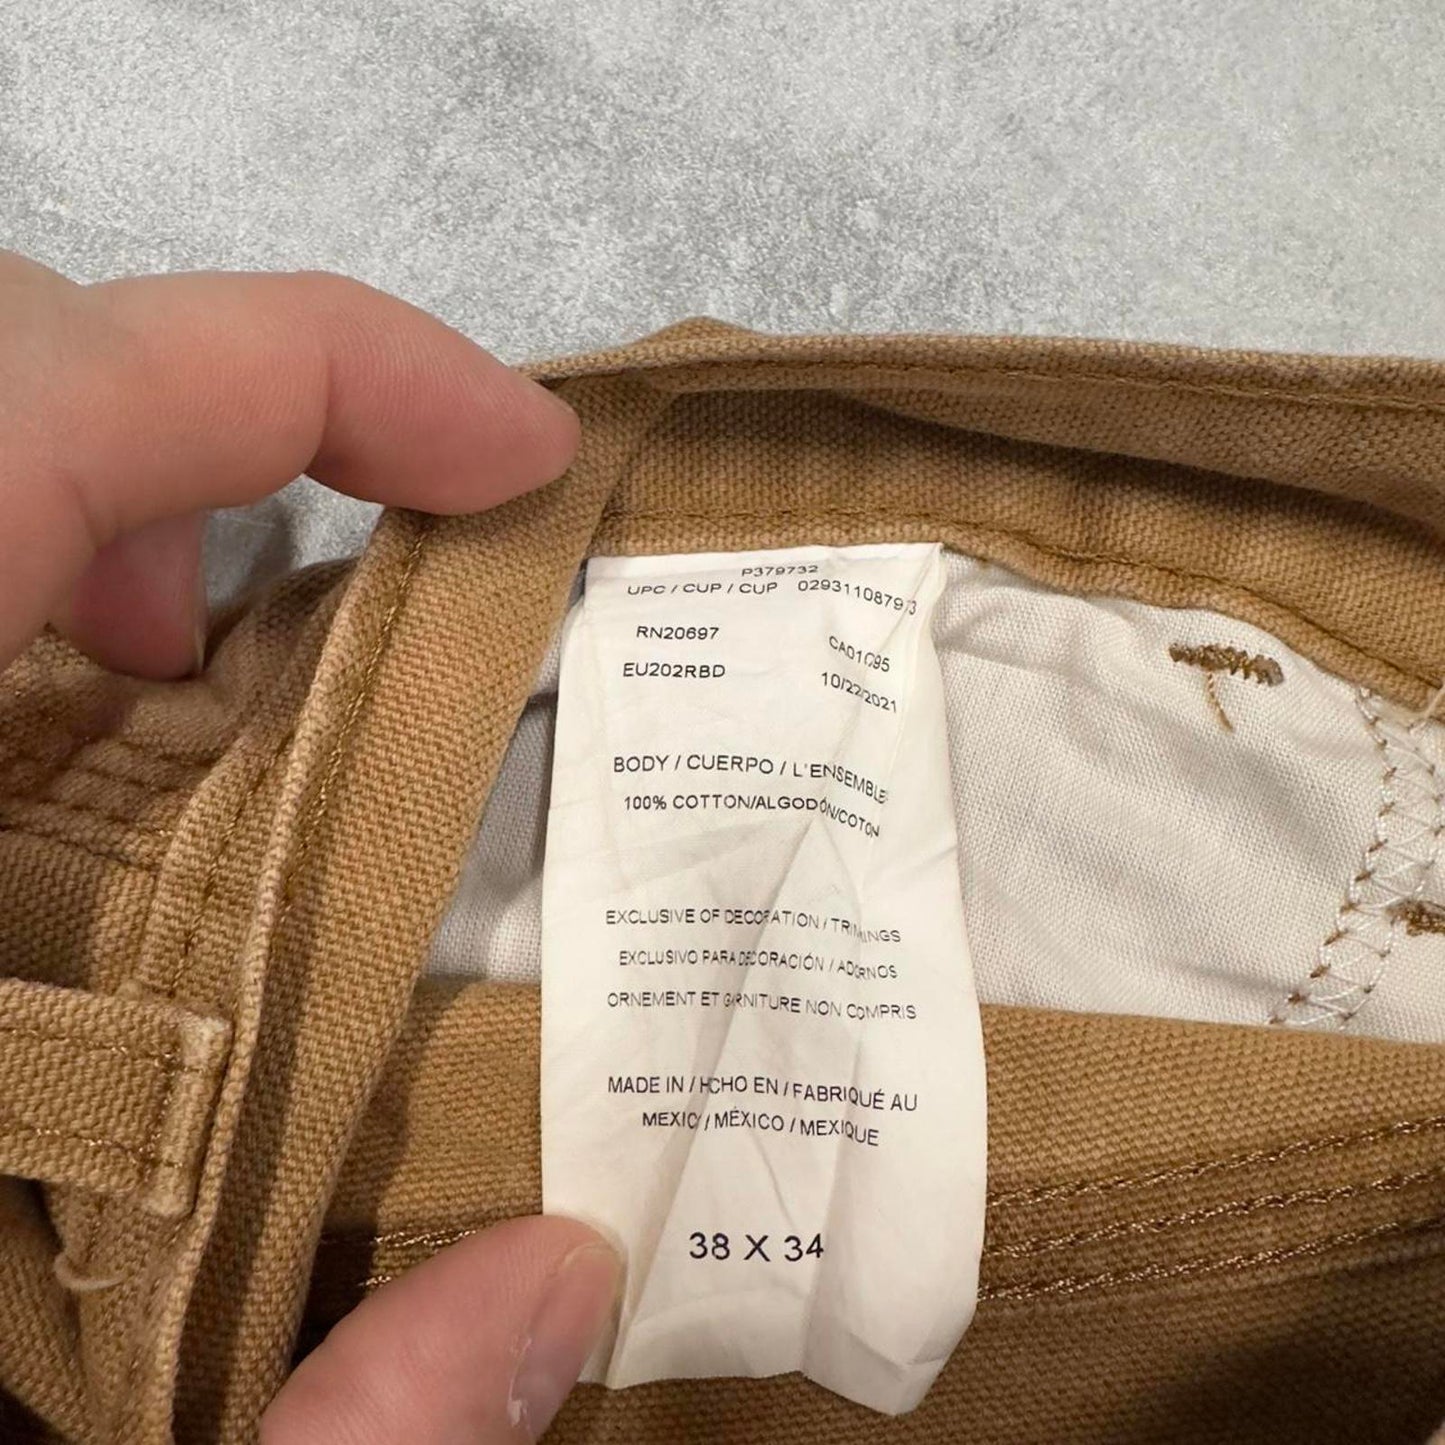 P379732
UPC / CUP / CUP 029311087973
RN20697
EU202RBD
10/22/2021
BODY / CUERPO / L'ENSEMBLE
100% COTTON/ALGODÓN/COTON
EXCLUSIVE OF DECORATION / TRIMMINGS
EXCLUSIVO PARA DECORACIÓN / ADORNOS
ORNEMENT ET GARNITURE NON COMPRIS
MADE IN / HECHO EN / FABRIQUÉ AU
MEXICO / MÉXICO / MEXIQUE
38 X 34